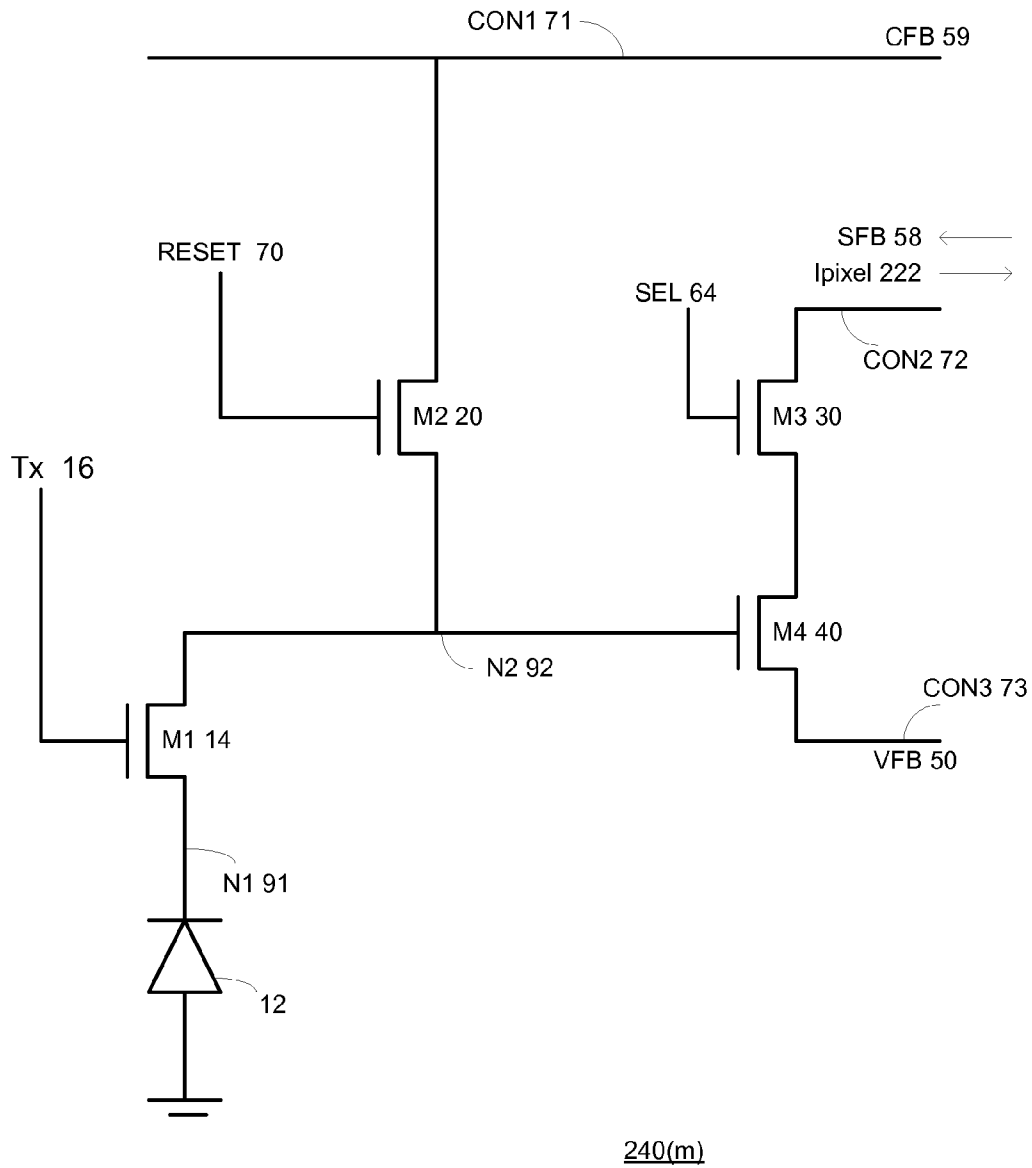 CON1 71
CFB 59
SFB 58
RESET 70
Ipixel 222
SEL 64
CON2 72
M2 20
M3 30
Tx 16
M4 40
N2 92
CON3 73
M1 14
VFB 50
N1 91
12
240(m)